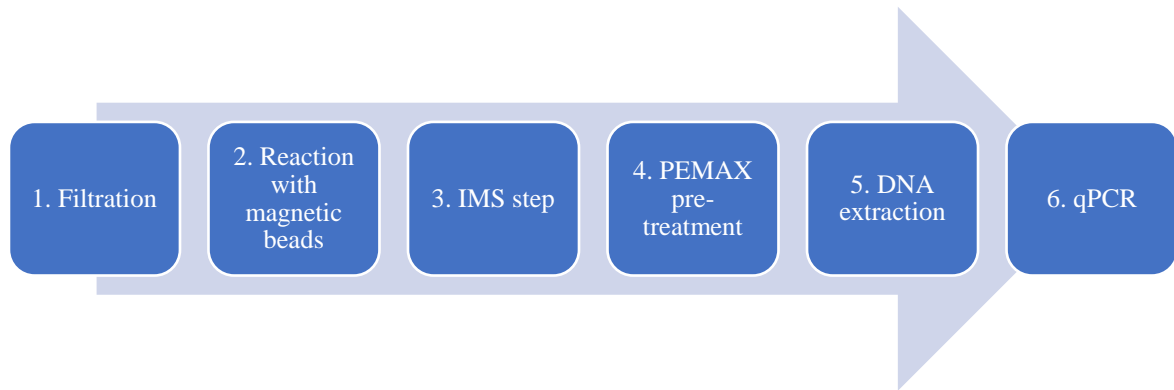 1. Filtration
2. Reaction
with
magnetic
beads
3. IMS step
4. PEMAX
pre-
treatment
5. DNA
extraction
6. qPCR